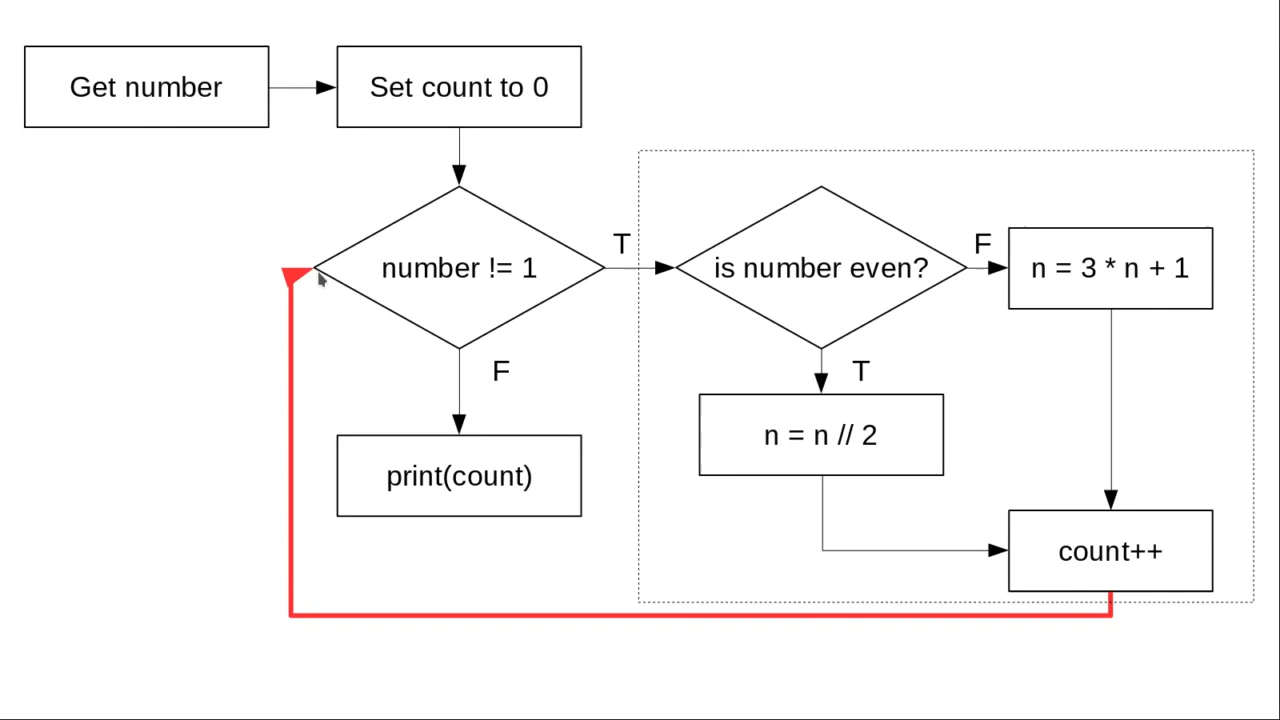 Get number
Set count to 0
number != 1
T
is number even?
F
n = 3 * n + 1
F
T
n = n // 2
print(count)
count++